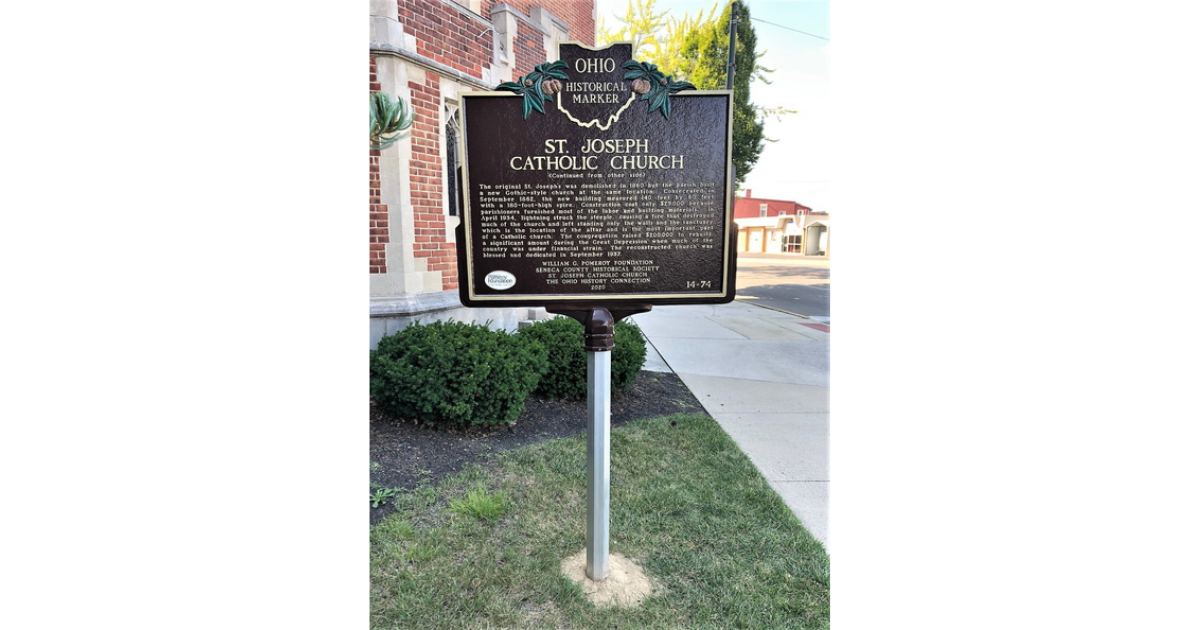 OHIO
HISTORICAL
MARKER
ST. JOSEPH
CATHOLIC CHURCH
(Continued from other side)
The original St. Joseph's was demolished in 1860 but the parish built
a new Gothic-style church at the same location. Consecrated in
September 1862, the new building measured 140 feet by 60 feet
with a 180-foot-high spire. Construction cost only because
parishioners furnished most of the labor and building materials. In
April 1934, lightning struck the steeple, causing a fire that destroyed
much of the church and left standing only the walls and the sanctuary,
which is the location of the altar and is the most important part
of a Catholic church. The congregation raised to rebuild,
a significant amount during the Great Depression when much of the
country was under financial strain. The reconstructed church was
blessed and dedicated in September 1937.
WILLIAM G. POMEROY FOUNDATION
SENECA COUNTY HISTORICAL SOCIETY
ST. JOSEPH CATHOLIC CHURCH
THE OHIO HISTORY CONNECTION
2020
14-74
Pomeroy
Foundation